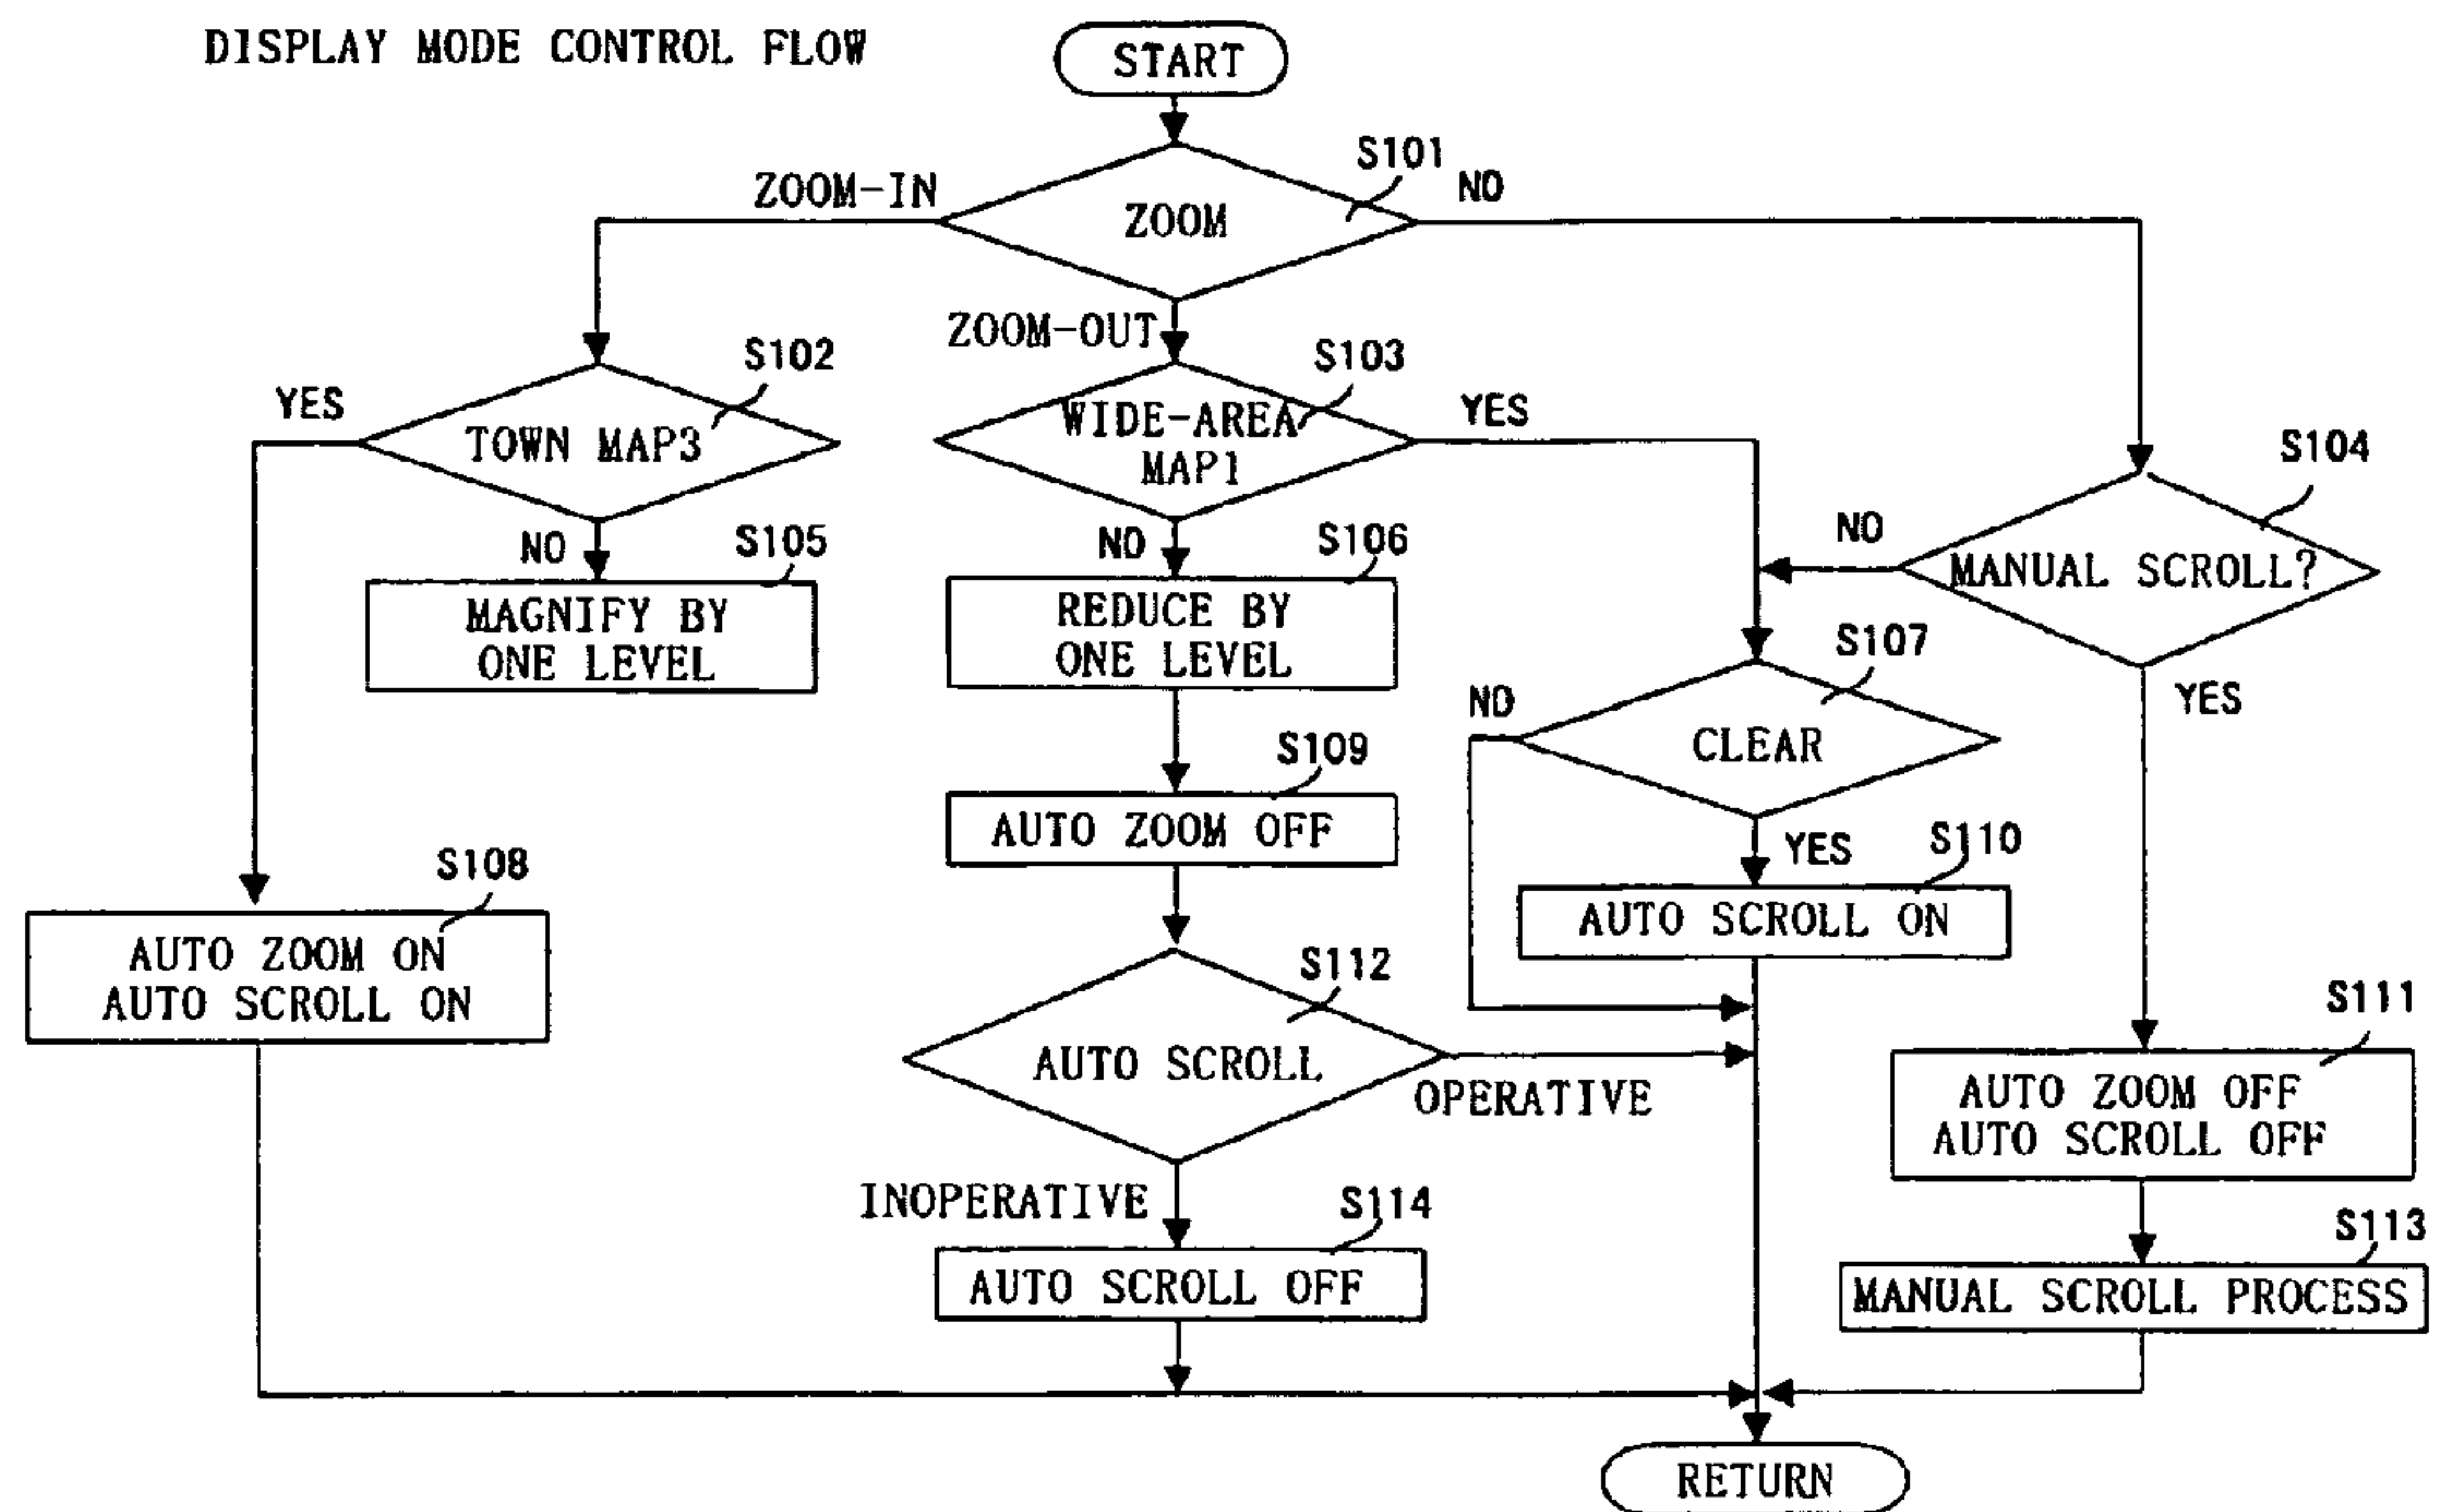 DISPLAY MODE CONTROL FLOW
START
S101
ZOOM-IN
NO
ZOOM
ZOOM-OUT
S102
S103
YES
YES
TOWN MAP3
WIDE-AREA
MAP1
S104
NO
MANUAL SCROLL?
NO
S105
NO
S106
MAGNIFY BY
ONE LEVEL
REDUCE BY
ONE LEVEL
S107
NO
YES
CLEAR
S109
AUTO ZOOM OFF
YES
S110
S108
AUTO SCROLL ON
AUTO ZOOM ON
AUTO SCROLL ON
S112
S111
AUTO SCROLL
OPERATIVE
AUTO ZOOM OFF
AUTO SCROLL OFF
INOPERATIVE
S114
S113
AUTO SCROLL OFF
MANUAL SCROLL PROCESS
RETURN